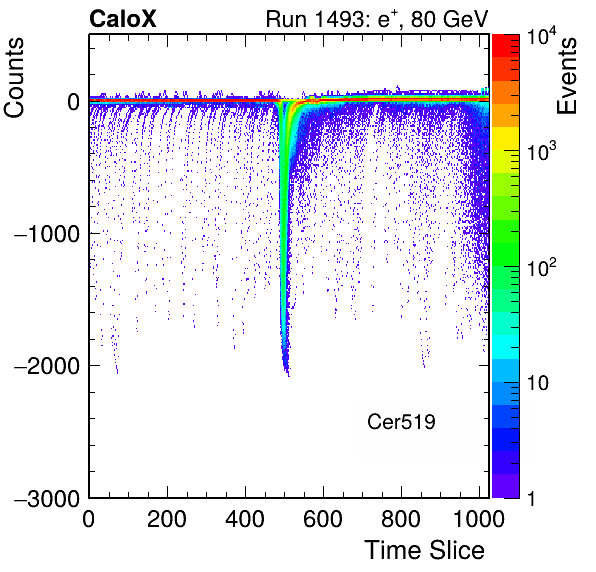 CaloX Run 1493: e⁺, 80 GeV
Counts
Events
0
−1000
−2000
−3000
0 200 400 600 800 1000
Time Slice
Cer519
10⁴
10³
10²
10
1